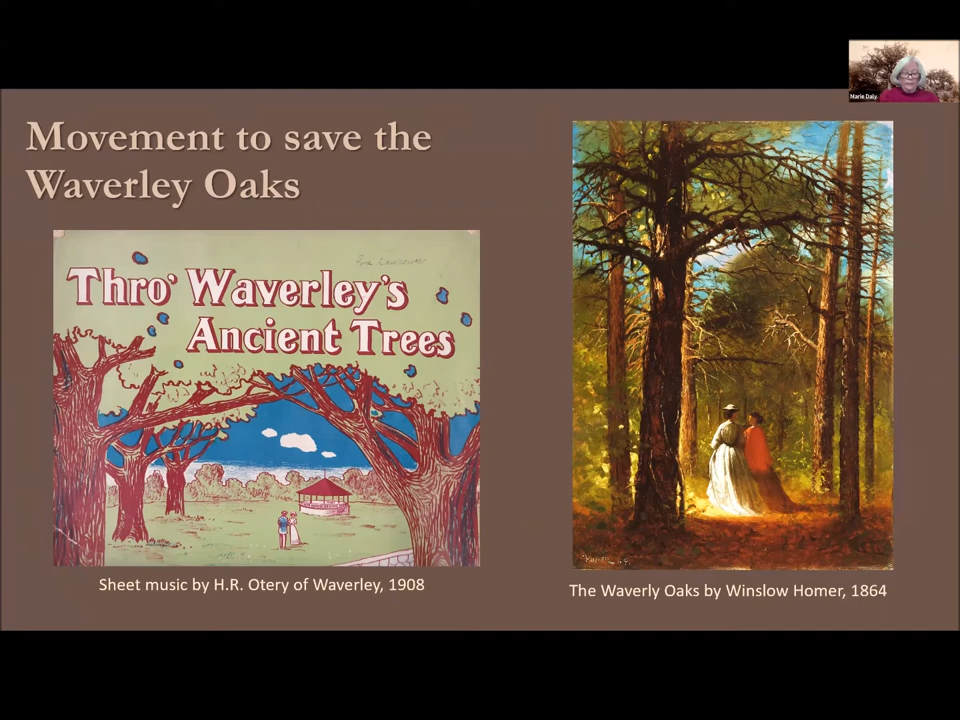 Movement to save the
Waverley Oaks
Thro' Waverley's
Ancient Trees
Sheet music by H.R. Otery of Waverley, 1908
The Waverly Oaks by Winslow Homer, 1864
Marie Daly